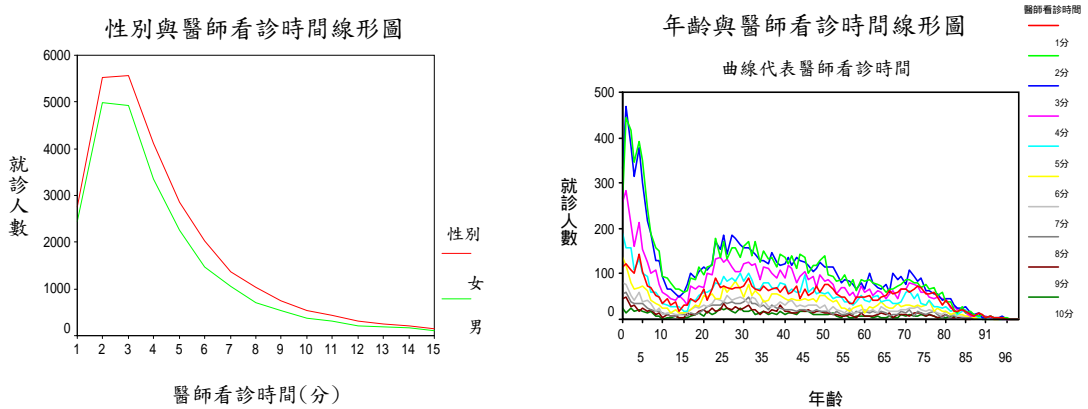 性別與醫師看診時間線形圖
6000
5000
4000
3000
2000
1000
0
就診人數
1 2 3 4 5 6 7 8 9 10 11 12 13 14 15
醫師看診時間(分)
性別
女
男
年齡與醫師看診時間線形圖
曲線代表醫師看診時間
500
400
300
200
100
0
就診人數
0 10 20 30 40 50 60 70 80 91
5 15 25 35 45 55 65 75 85 96
年齡
醫師看診時間
1分
2分
3分
4分
5分
6分
7分
8分
9分
10分